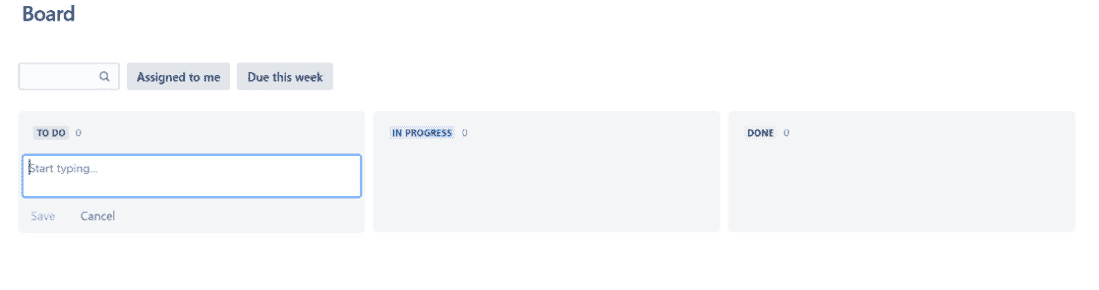 Board
Assigned to me Due this week
TO DO 0 IN PROGRESS 0 DONE 0
Start typing...
Save Cancel